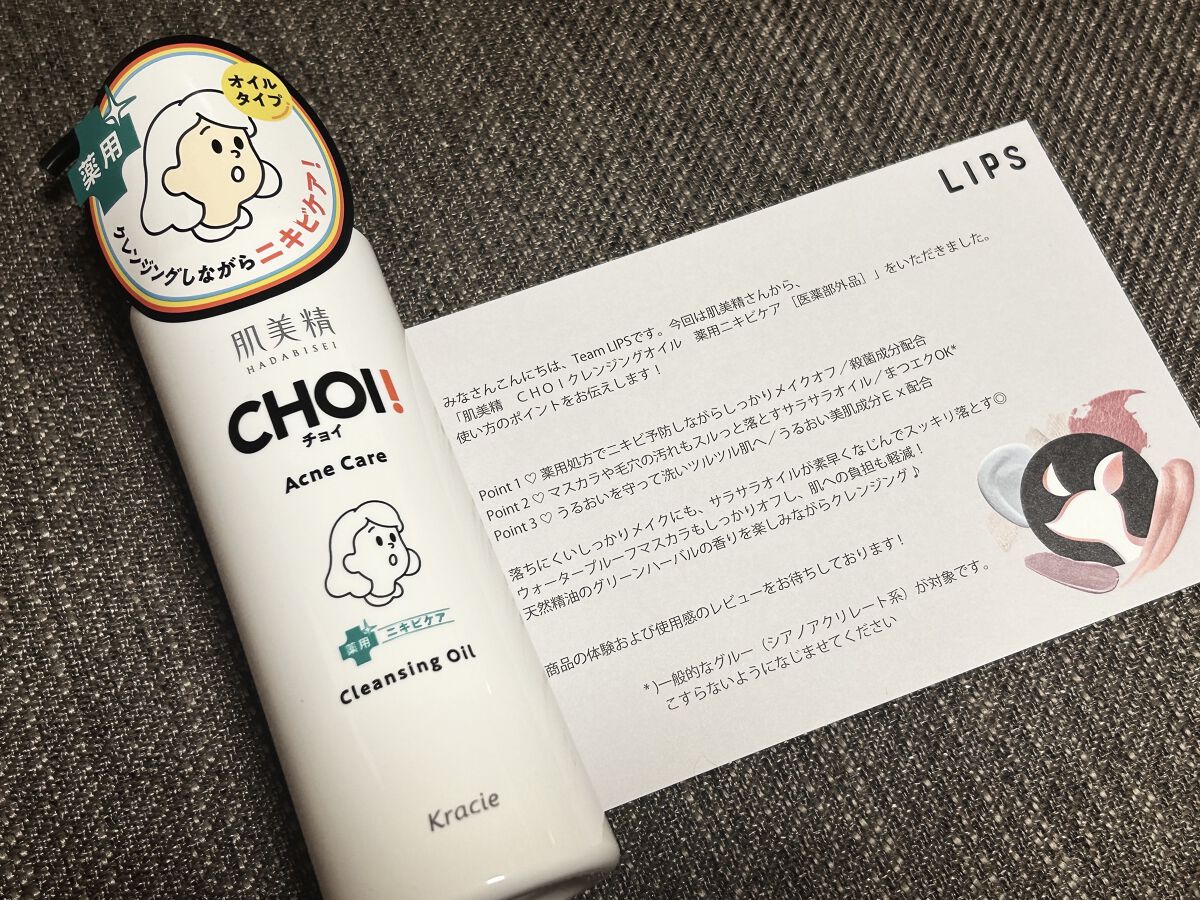 オイル
タイプ
薬用
クレンジングしながらニキビケア!
肌美精
HADABISEI
CHOI!
チョイ
Acne Care
薬用
ニキビケア
Cleansing Oil
Kracie
LIPS
みなさんこんにちは、Team LIPSです。今回は肌美精さんから、
「肌美精 CHOIクレンジングオイル 薬用ニキビケア [医薬部外品]」をいただきました。
使い方のポイントをお伝えします!
Point 1 ♡ 薬用処方でニキビ予防しながらしっかりメイクオフ/殺菌成分配合
Point 2 ♡ マスカラや毛穴の汚れもスルっと落とすサラサラオイル/まつエクOK*
Point 3 ♡ うるおいを守って洗いツルツル肌へ/うるおい美肌成分Ex配合
落ちにくいしっかりメイクにも、サラサラオイルが素早くなじんでスッキリ落とす◎
ウォータープルーフマスカラもしっかりオフし、肌への負担も軽減!
天然精油のグリーンハーバルの香りを楽しみながらクレンジング♪
商品の体験および使用感のレビューをお待ちしております!
*)一般的なグルー(シアノアクリレート系)が対象です。
こすらないようになじませてください